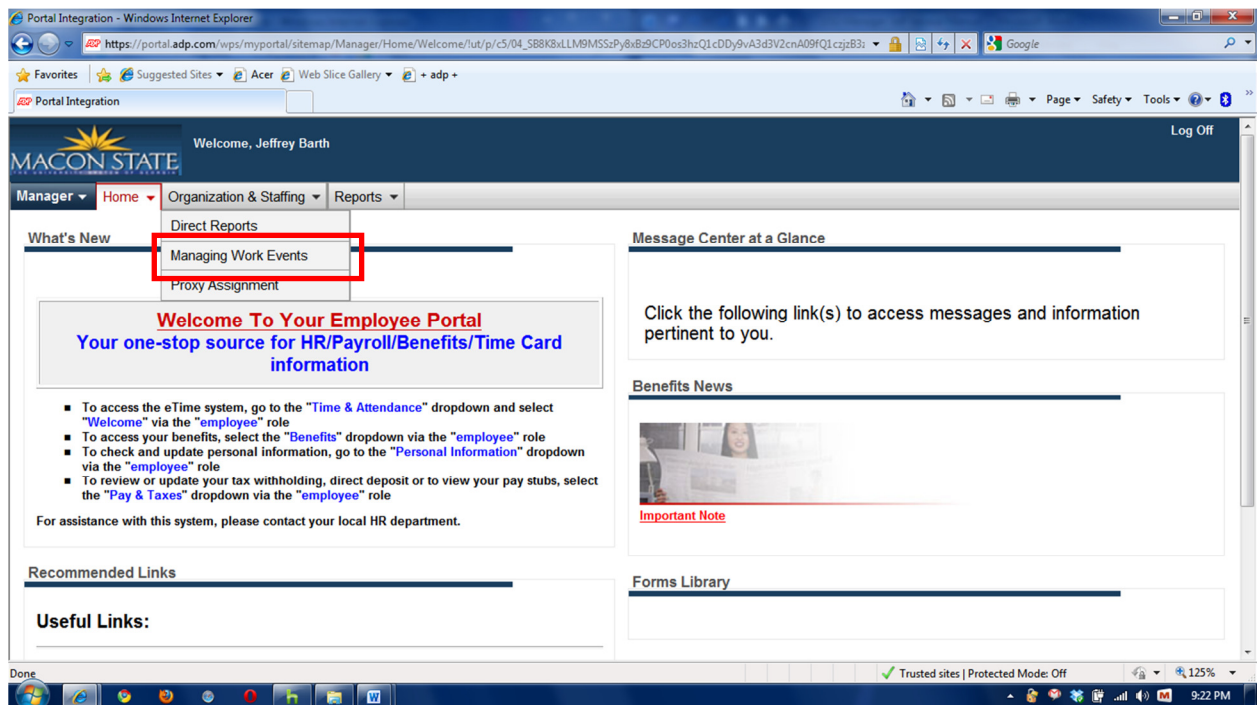 Portal Integration - Windows Internet Explorer
https://portal.adp.com/wps/myportal/sitemap/Manager/Home/Welcome/!ut/p/c5/
Google
Favorites Suggested Sites Acer Web Slice Gallery + adp +
Portal Integration
Page Safety Tools
MACON STATE
Welcome, Jeffrey Barth
Log Off
Manager Home Organization & Staffing Reports
Direct Reports
Managing Work Events
Proxy Assignment
What's New
Welcome To Your Employee Portal
Your one-stop source for HR/Payroll/Benefits/Time Card
information
To access the eTime system, go to the "Time & Attendance" dropdown and select
"Welcome" via the "employee" role
To access your benefits, select the "Benefits" dropdown via the "employee" role
To check and update personal information, go to the "Personal Information" dropdown
via the "employee" role
To review or update your tax withholding, direct deposit or to view your pay stubs, select
the "Pay & Taxes" dropdown via the "employee" role
For assistance with this system, please contact your local HR department.
Recommended Links
Useful Links:
Message Center at a Glance
Click the following link(s) to access messages and information
pertinent to you.
Benefits News
Important Note
Forms Library
Done
Trusted sites | Protected Mode: Off
125%
9:22 PM